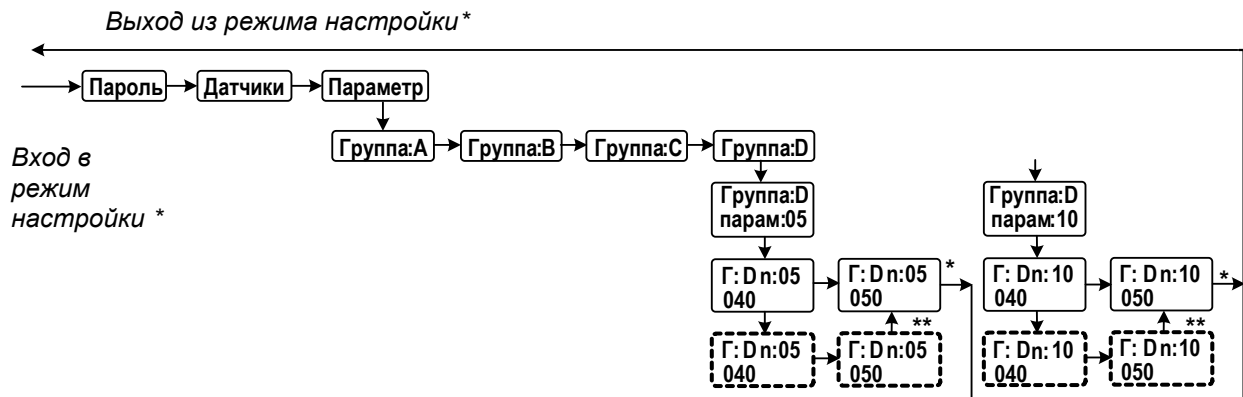 Выход из режима настройки*
Пароль
Датчики
Параметр
Группа:A
Группа:B
Группа:C
Группа:D
Вход в
режим
настройки *
Группа:D
парам:05
Группа:D
парам:10
Г: D n:05
040
Г: D n:05
050
*
Г: Dn: 10
040
Г: D n:10
050
*
**
**
Г: D n:05
040
Г: D n:05
050
Г: Dn: 10
040
Г: D n:10
050